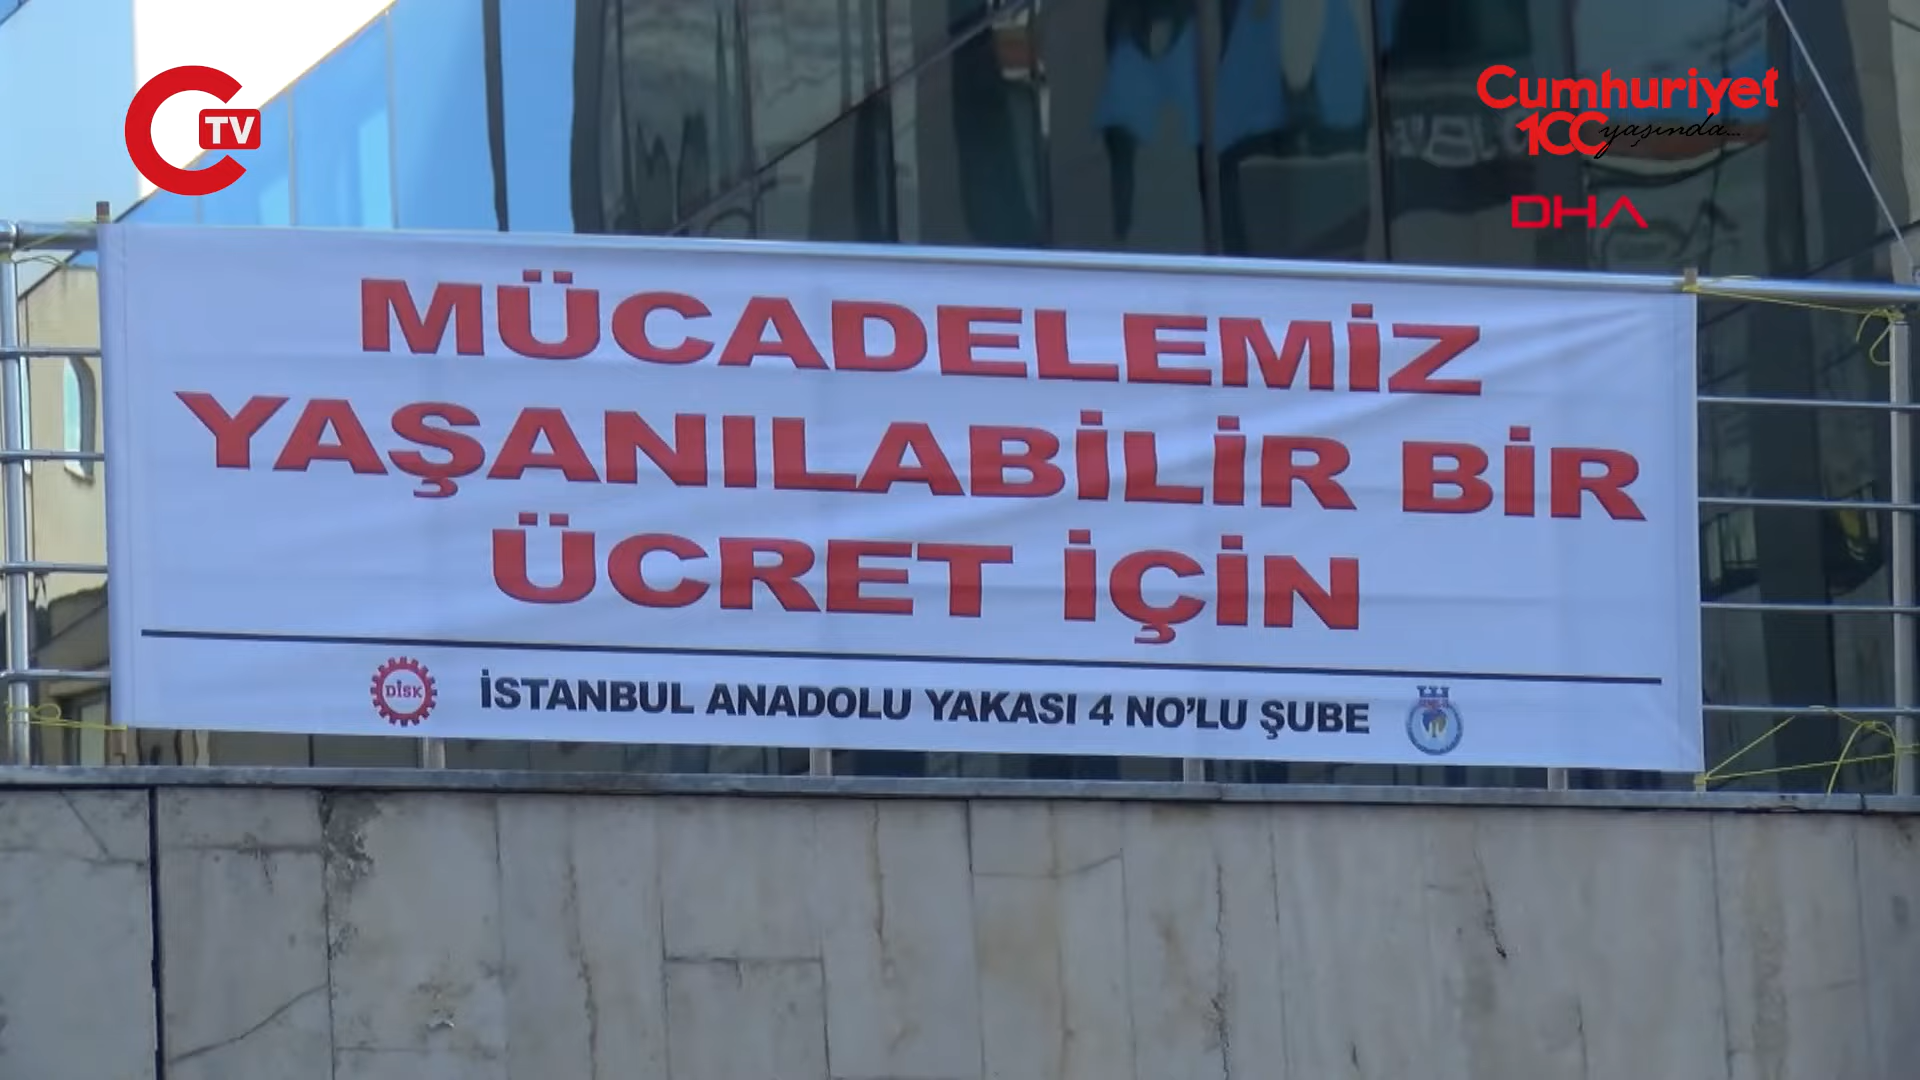 C TV
Cumhuriyet
100 yaşında...
DHA
MÜCADELEMİZ
YAŞANILABİLİR BİR
ÜCRET İÇİN
DİSK
İSTANBUL ANADOLU YAKASI 4 NO'LU ŞUBE